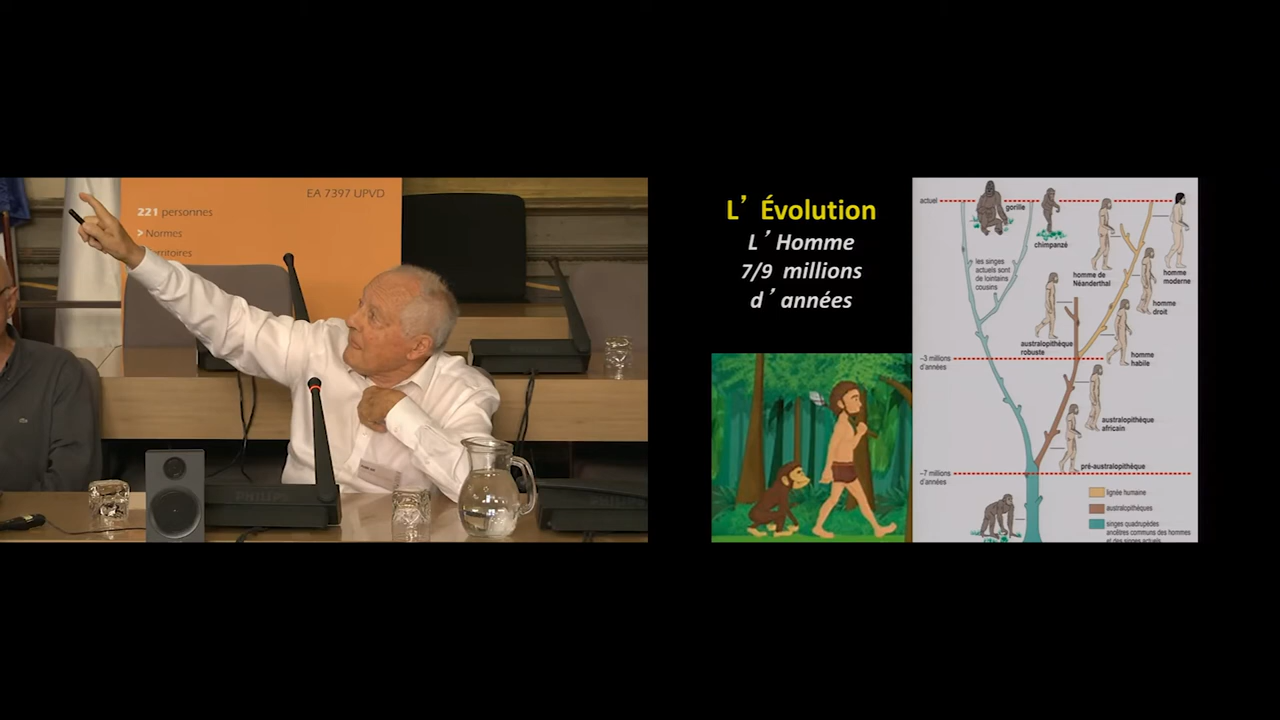 EA 7397 UPVD
221 personnes
> Normes
PHILIPS
L' Évolution
L' Homme
7/9 millions
d' années
actuel
gorille
chimpanzé
les singes
actuels sont
de lointains
cousins
homme de
Néanderthal
homme
moderne
homme
droit
australopithèque
robuste
homme
habile
–3 millions
d'années
australopithèque
africain
pré-australopithèque
–7 millions
d'années
lignée humaine
australopithèques
singes quadrupèdes
ancêtres communs des hommes
et des singes actuels